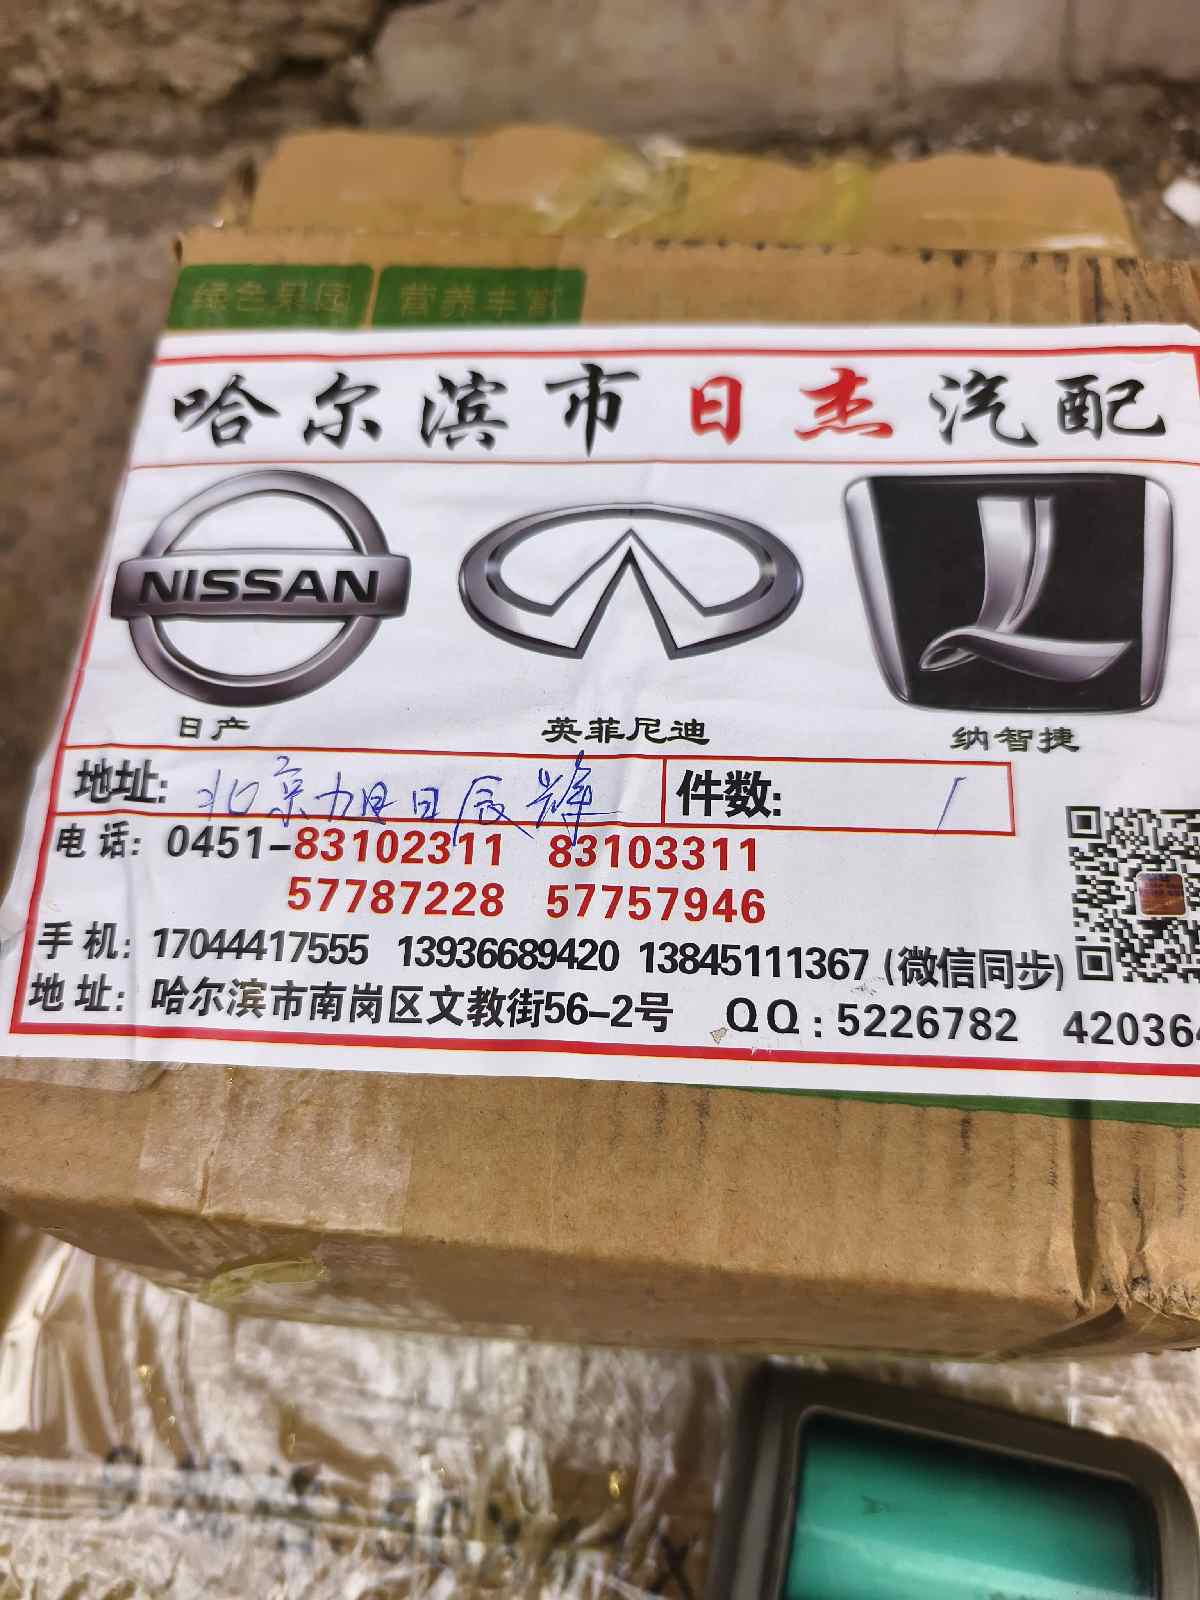 绿色果园 营养丰富
哈尔滨市日杰汽配
NISSAN
日产 英菲尼迪 纳智捷
地址: 北京旭日辰辉 件数: 1
电话: 0451-83102311 83103311
57787228 57757946
手机: 17044417555 13936689420 13845111367 (微信同步)
地址: 哈尔滨市南岗区文教街56-2号 QQ:5226782 420364